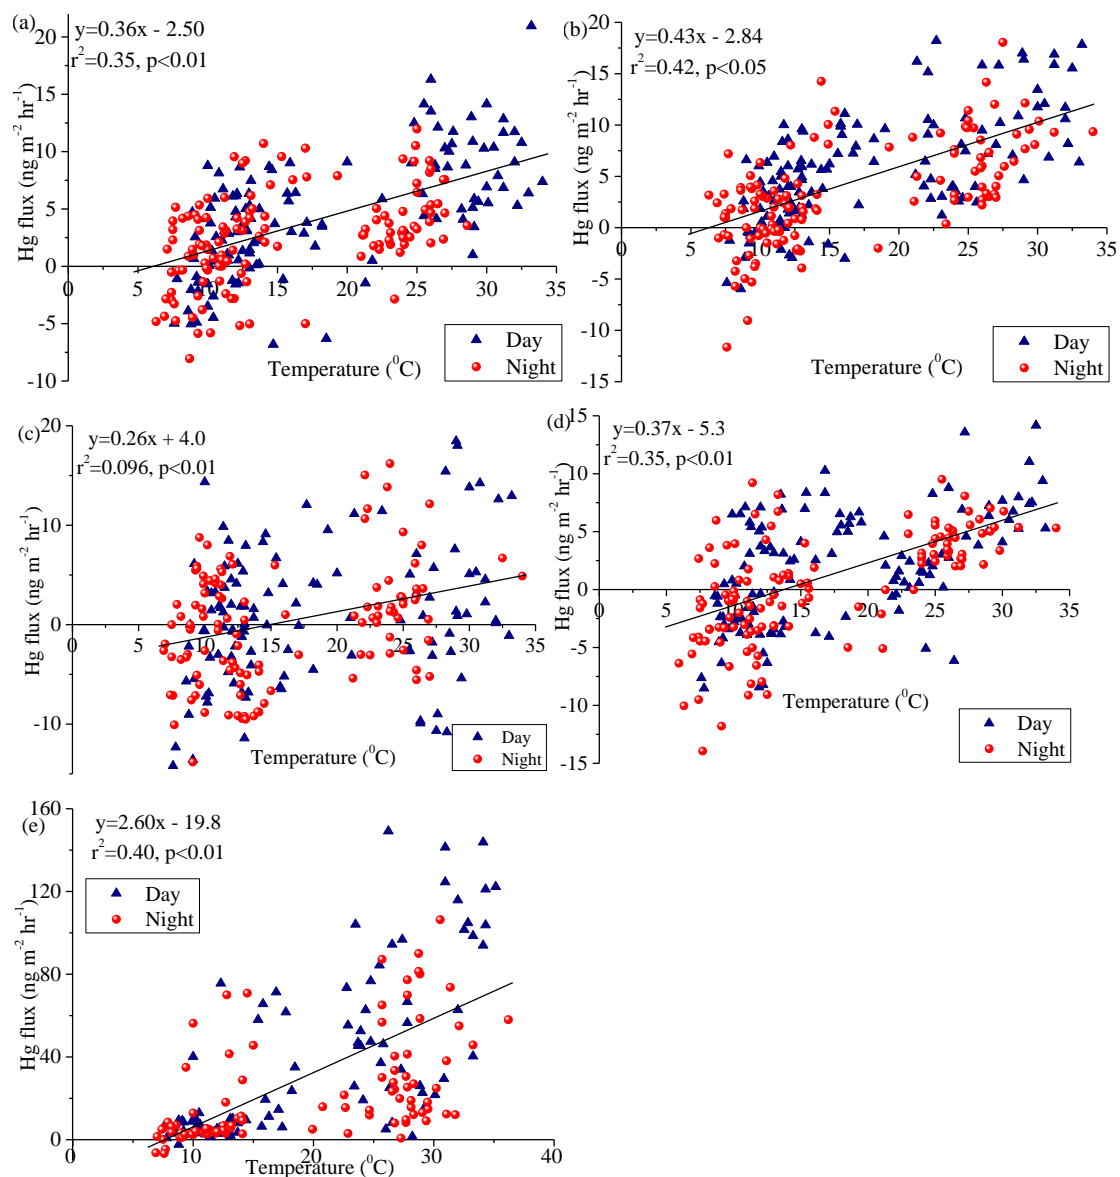 (a)
y=0.36x - 2.50
r²=0.35, p<0.01
Hg flux (ng m⁻² hr⁻¹)
20
15
10
5
0
-5
-10
0 5 10 15 20 25 30 35
Temperature (⁰C)
Day
Night
(b)
y=0.43x - 2.84
r²=0.42, p<0.05
Hg flux (ng m⁻² hr⁻¹)
20
15
10
5
0
-5
-10
-15
0 5 10 15 20 25 30 35
Temperature (⁰C)
Day
Night
(c)
y=0.26x + 4.0
r²=0.096, p<0.01
Hg flux (ng m⁻² hr⁻¹)
20
10
0
-10
0 5 10 15 20 25 30 35
Temperature (⁰C)
Day
Night
(d)
y=0.37x - 5.3
r²=0.35, p<0.01
Hg flux (ng m⁻² hr⁻¹)
15
10
5
0
-5
-10
-15
0 5 10 15 20 25 30 35
Temperature (⁰C)
Day
Night
(e)
y=2.60x - 19.8
r²=0.40, p<0.01
Day
Night
Hg flux (ng m⁻² hr⁻¹)
160
120
80
40
0
0 10 20 30 40
Temperature (⁰C)